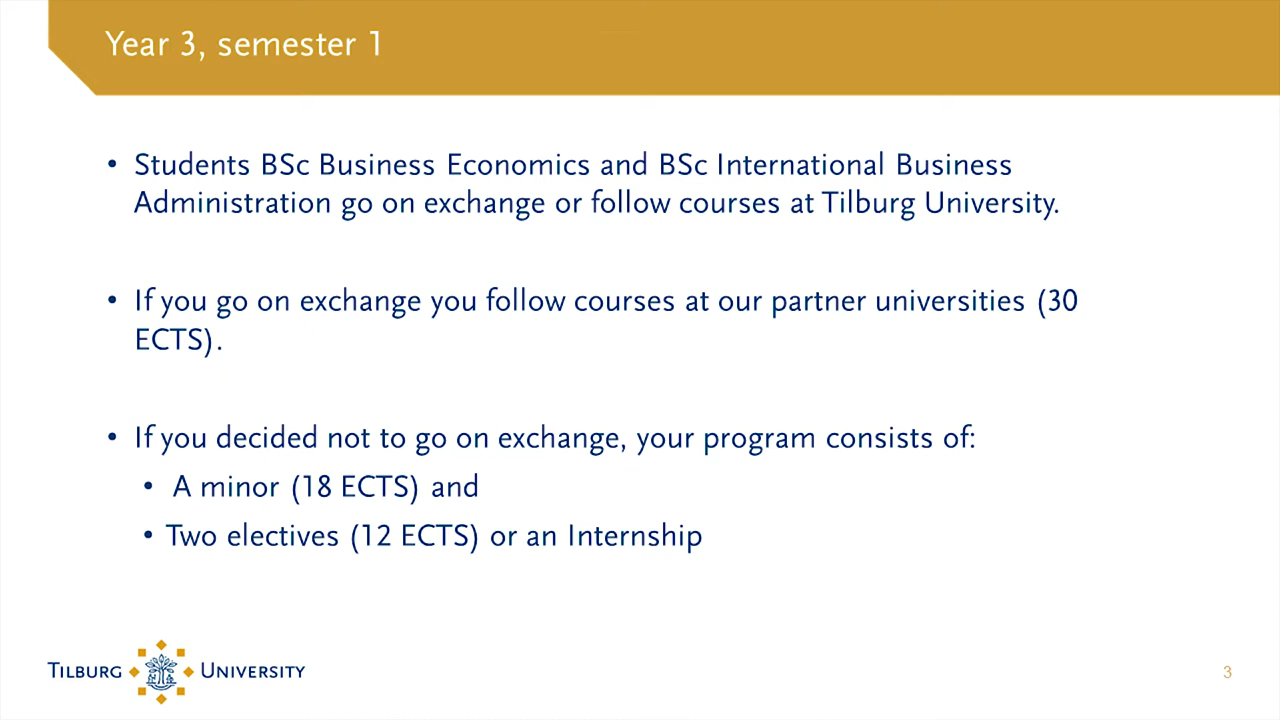 Year 3, semester 1
• Students BSc Business Economics and BSc International Business
Administration go on exchange or follow courses at Tilburg University.
• If you go on exchange you follow courses at our partner universities (30
ECTS).
• If you decided not to go on exchange, your program consists of:
• A minor (18 ECTS) and
• Two electives (12 ECTS) or an Internship
TILBURG UNIVERSITY
3